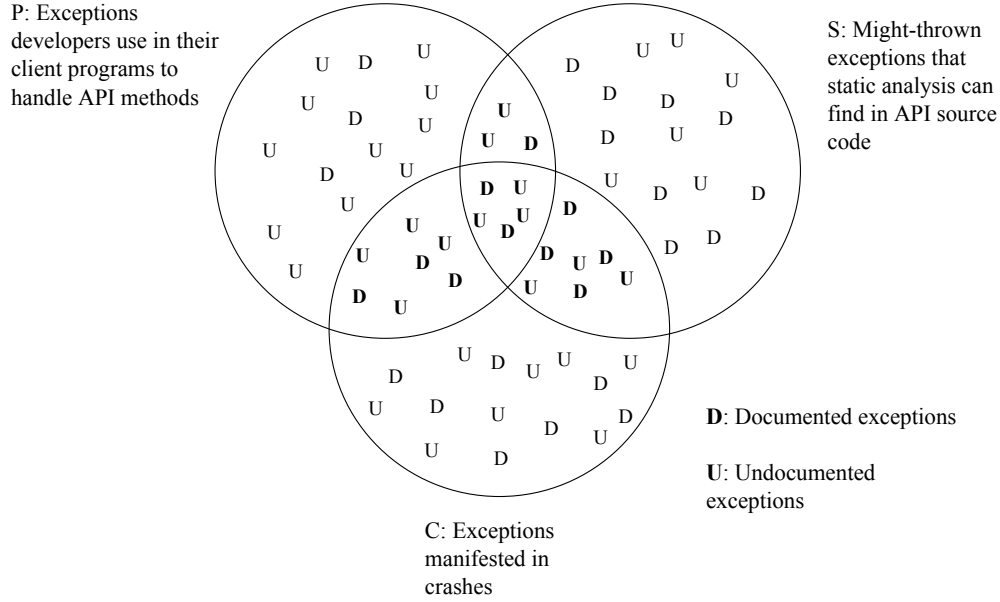 P: Exceptions
developers use in their
client programs to
handle API methods
S: Might-thrown
exceptions that
static analysis can
find in API source
code
U D U
U U
D U
U U
D U
U
U
U
U
U D
D U
U D
U U
U D
D
U D
D U
U D
D U U D
D D
U
U U D
D
U D
U U
D D
D U
D
D U D
U
U D
U D U U U
D D
U D U D
D U
U D
D: Documented exceptions
U: Undocumented
exceptions
C: Exceptions
manifested in
crashes